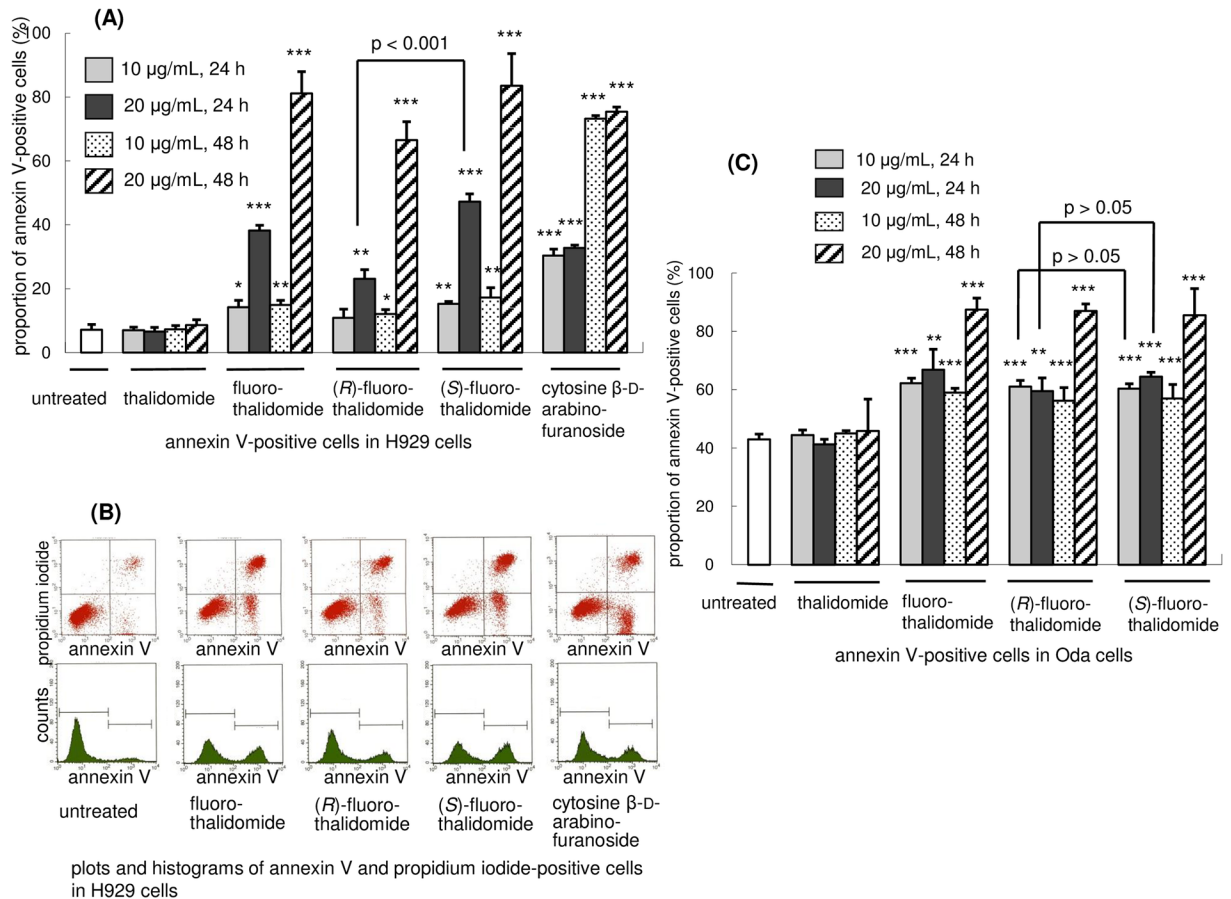 (A)
proportion of annexin V-positive cells (%)
100
80
60
40
20
0
10 µg/mL, 24 h
20 µg/mL, 24 h
10 µg/mL, 48 h
20 µg/mL, 48 h
p < 0.001
*
***
**
***
**
*
***
**
***
**
***
***
***
***
***
untreated
thalidomide
fluoro-
thalidomide
(R)-fluoro-
thalidomide
(S)-fluoro-
thalidomide
cytosine β-D-
arabino-
furanoside
annexin V-positive cells in H929 cells
(B)
propidium iodide
annexin V
annexin V
annexin V
annexin V
annexin V
counts
annexin V
annexin V
annexin V
annexin V
annexin V
untreated
fluoro-
thalidomide
(R)-fluoro-
thalidomide
(S)-fluoro-
thalidomide
cytosine β-D-
arabino-
furanoside
plots and histograms of annexin V and propidium iodide-positive cells
in H929 cells
(C)
10 µg/mL, 24 h
20 µg/mL, 24 h
10 µg/mL, 48 h
20 µg/mL, 48 h
p > 0.05
p > 0.05
proportion of annexin V-positive cells (%)
100
80
60
40
20
0
***
**
***
***
***
**
***
***
***
***
***
***
untreated
thalidomide
fluoro-
thalidomide
(R)-fluoro-
thalidomide
(S)-fluoro-
thalidomide
annexin V-positive cells in Oda cells